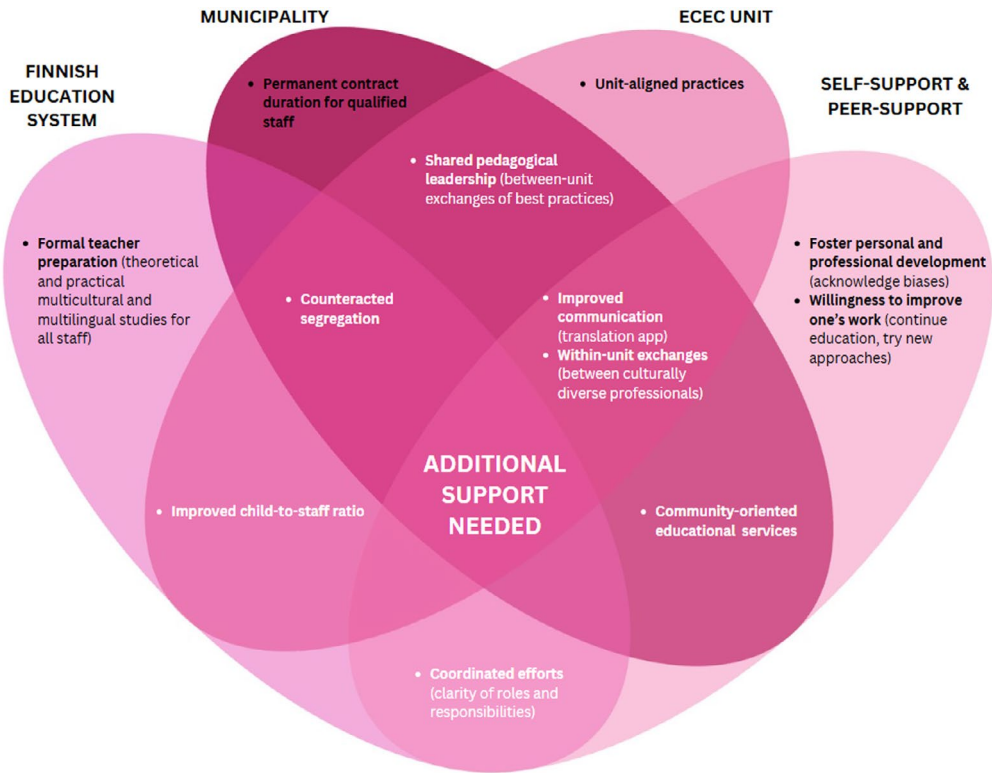 MUNICIPALITY
ECEC UNIT
FINNISH
EDUCATION
SYSTEM
SELF-SUPPORT &
PEER-SUPPORT
• Permanent contract
duration for qualified
staff
• Unit-aligned practices
• Shared pedagogical
leadership (between-unit
exchanges of best practices)
• Formal teacher
preparation (theoretical
and practical
multicultural and
multilingual studies for
all staff)
• Counteracted
segregation
• Improved
communication
(translation app)
• Within-unit exchanges
(between culturally
diverse professionals)
• Foster personal and
professional development
(acknowledge biases)
• Willingness to improve
one's work (continue
education, try new
approaches)
ADDITIONAL
SUPPORT
NEEDED
• Improved child-to-staff ratio
• Community-oriented
educational services
• Coordinated efforts
(clarity of roles and
responsibilities)